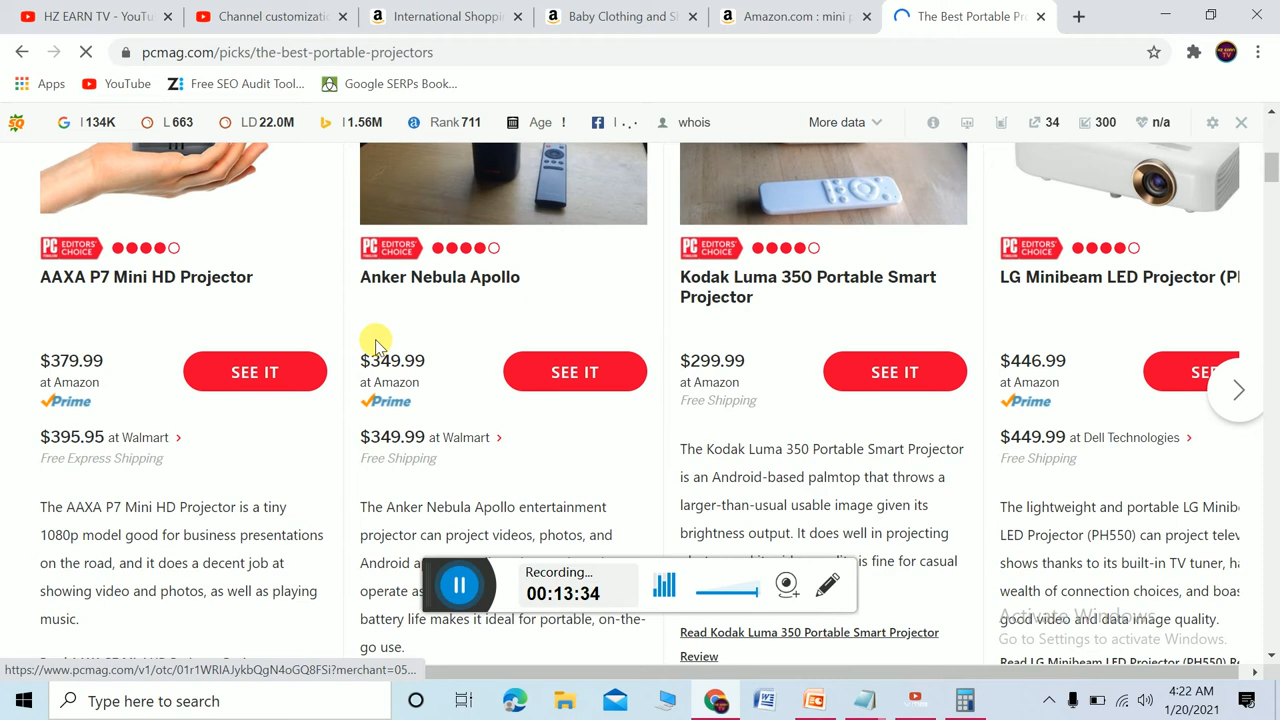 HZ EARN TV - YouT
Channel customizatio
International Shoppi
Baby Clothing and S
Amazon.com : mini p
The Best Portable Pr
pcmag.com/picks/the-best-portable-projectors
Apps
YouTube
Free SEO Audit Tool...
Google SERPs Book...
I 134K
L 663
LD 22.0M
I 1.56M
Rank 711
Age !
I . . .
whois
More data
34
300
n/a
PC EDITORS' CHOICE
PC EDITORS' CHOICE
PC EDITORS' CHOICE
PC EDITORS' CHOICE
AAXA P7 Mini HD Projector
Anker Nebula Apollo
Kodak Luma 350 Portable Smart
Projector
LG Minibeam LED Projector (P
$379.99
at Amazon
Prime
SEE IT
$349.99
at Amazon
Prime
SEE IT
$299.99
at Amazon
Free Shipping
SEE IT
$446.99
at Amazon
Prime
SE
$395.95 at Walmart
Free Express Shipping
$349.99 at Walmart
Free Shipping
$449.99 at Dell Technologies
Free Shipping
The AAXA P7 Mini HD Projector is a tiny
1080p model good for business presentations
on the road, and it does a decent job at
showing video and photos, as well as playing
music.
The Anker Nebula Apollo entertainment
projector can project videos, photos, and
Android a
operate as
battery life makes it ideal for portable, on-the-
go use.
The Kodak Luma 350 Portable Smart Projector
is an Android-based palmtop that throws a
larger-than-usual usable image given its
brightness output. It does well in projecting
is fine for casual
Read Kodak Luma 350 Portable Smart Projector
Review
The lightweight and portable LG Minib
LED Projector (PH550) can project tele
shows thanks to its built-in TV tuner, h
wealth of connection choices, and boa
good video and data image quality.
Read LG Minibeam LED Projector (PH550) Re
Recording...
00:13:34
Activate Windows
Go to Settings to activate Windows.
https://www.pcmag.com/v1/otc/01r1WRIAJykbQgN4oGQ8FSi?merchant=05...
Type here to search
4:22 AM
1/20/2021